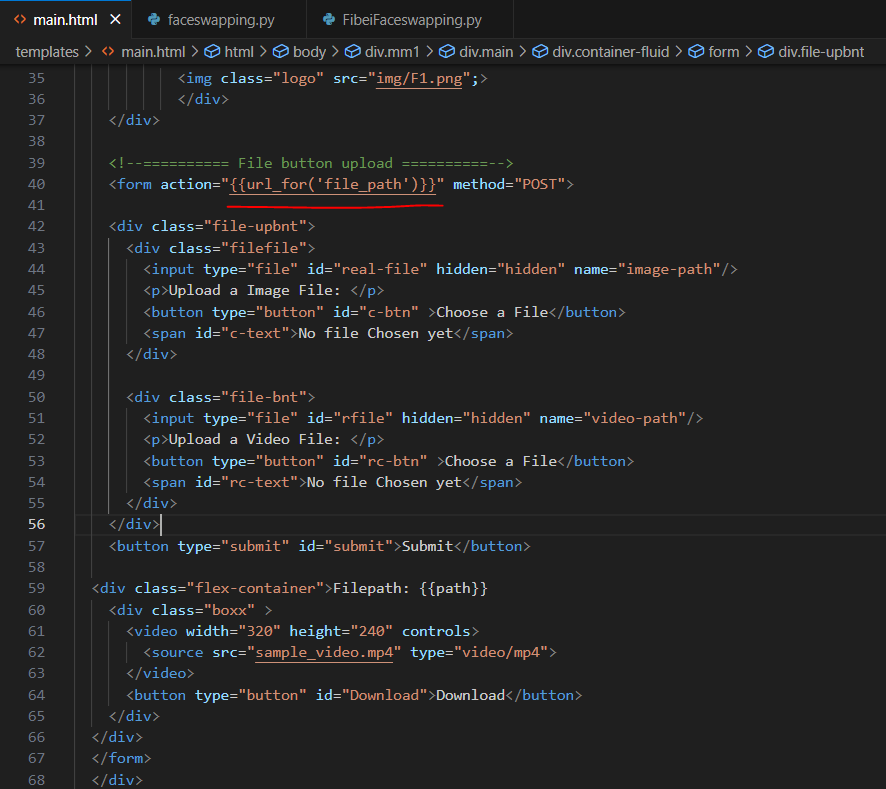 <> main.html ×
faceswapping.py
FibeiFaceswapping.py
templates > <> main.html > html > body > div.mm1 > div.main > div.container-fluid > form > div.file-upbnt
35 <img class="logo" src="img/F1.png";>
36 </div>
37 </div>
38
39 <!--========== File button upload ==========-->
40 <form action="{{url_for('file_path')}}" method="POST">
41
42 <div class="file-upbnt">
43 <div class="filefile">
44 <input type="file" id="real-file" hidden="hidden" name="image-path"/>
45 <p>Upload a Image File: </p>
46 <button type="button" id="c-btn" >Choose a File</button>
47 <span id="c-text">No file Chosen yet</span>
48 </div>
49
50 <div class="file-bnt">
51 <input type="file" id="rfile" hidden="hidden" name="video-path"/>
52 <p>Upload a Video File: </p>
53 <button type="button" id="rc-btn" >Choose a File</button>
54 <span id="rc-text">No file Chosen yet</span>
55 </div>
56 </div>
57 <button type="submit" id="submit">Submit</button>
58
59 <div class="flex-container">Filepath: {{path}}
60 <div class="boxx" >
61 <video width="320" height="240" controls>
62 <source src="sample_video.mp4" type="video/mp4">
63 </video>
64 <button type="button" id="Download">Download</button>
65 </div>
66 </div>
67 </form>
68 </div>